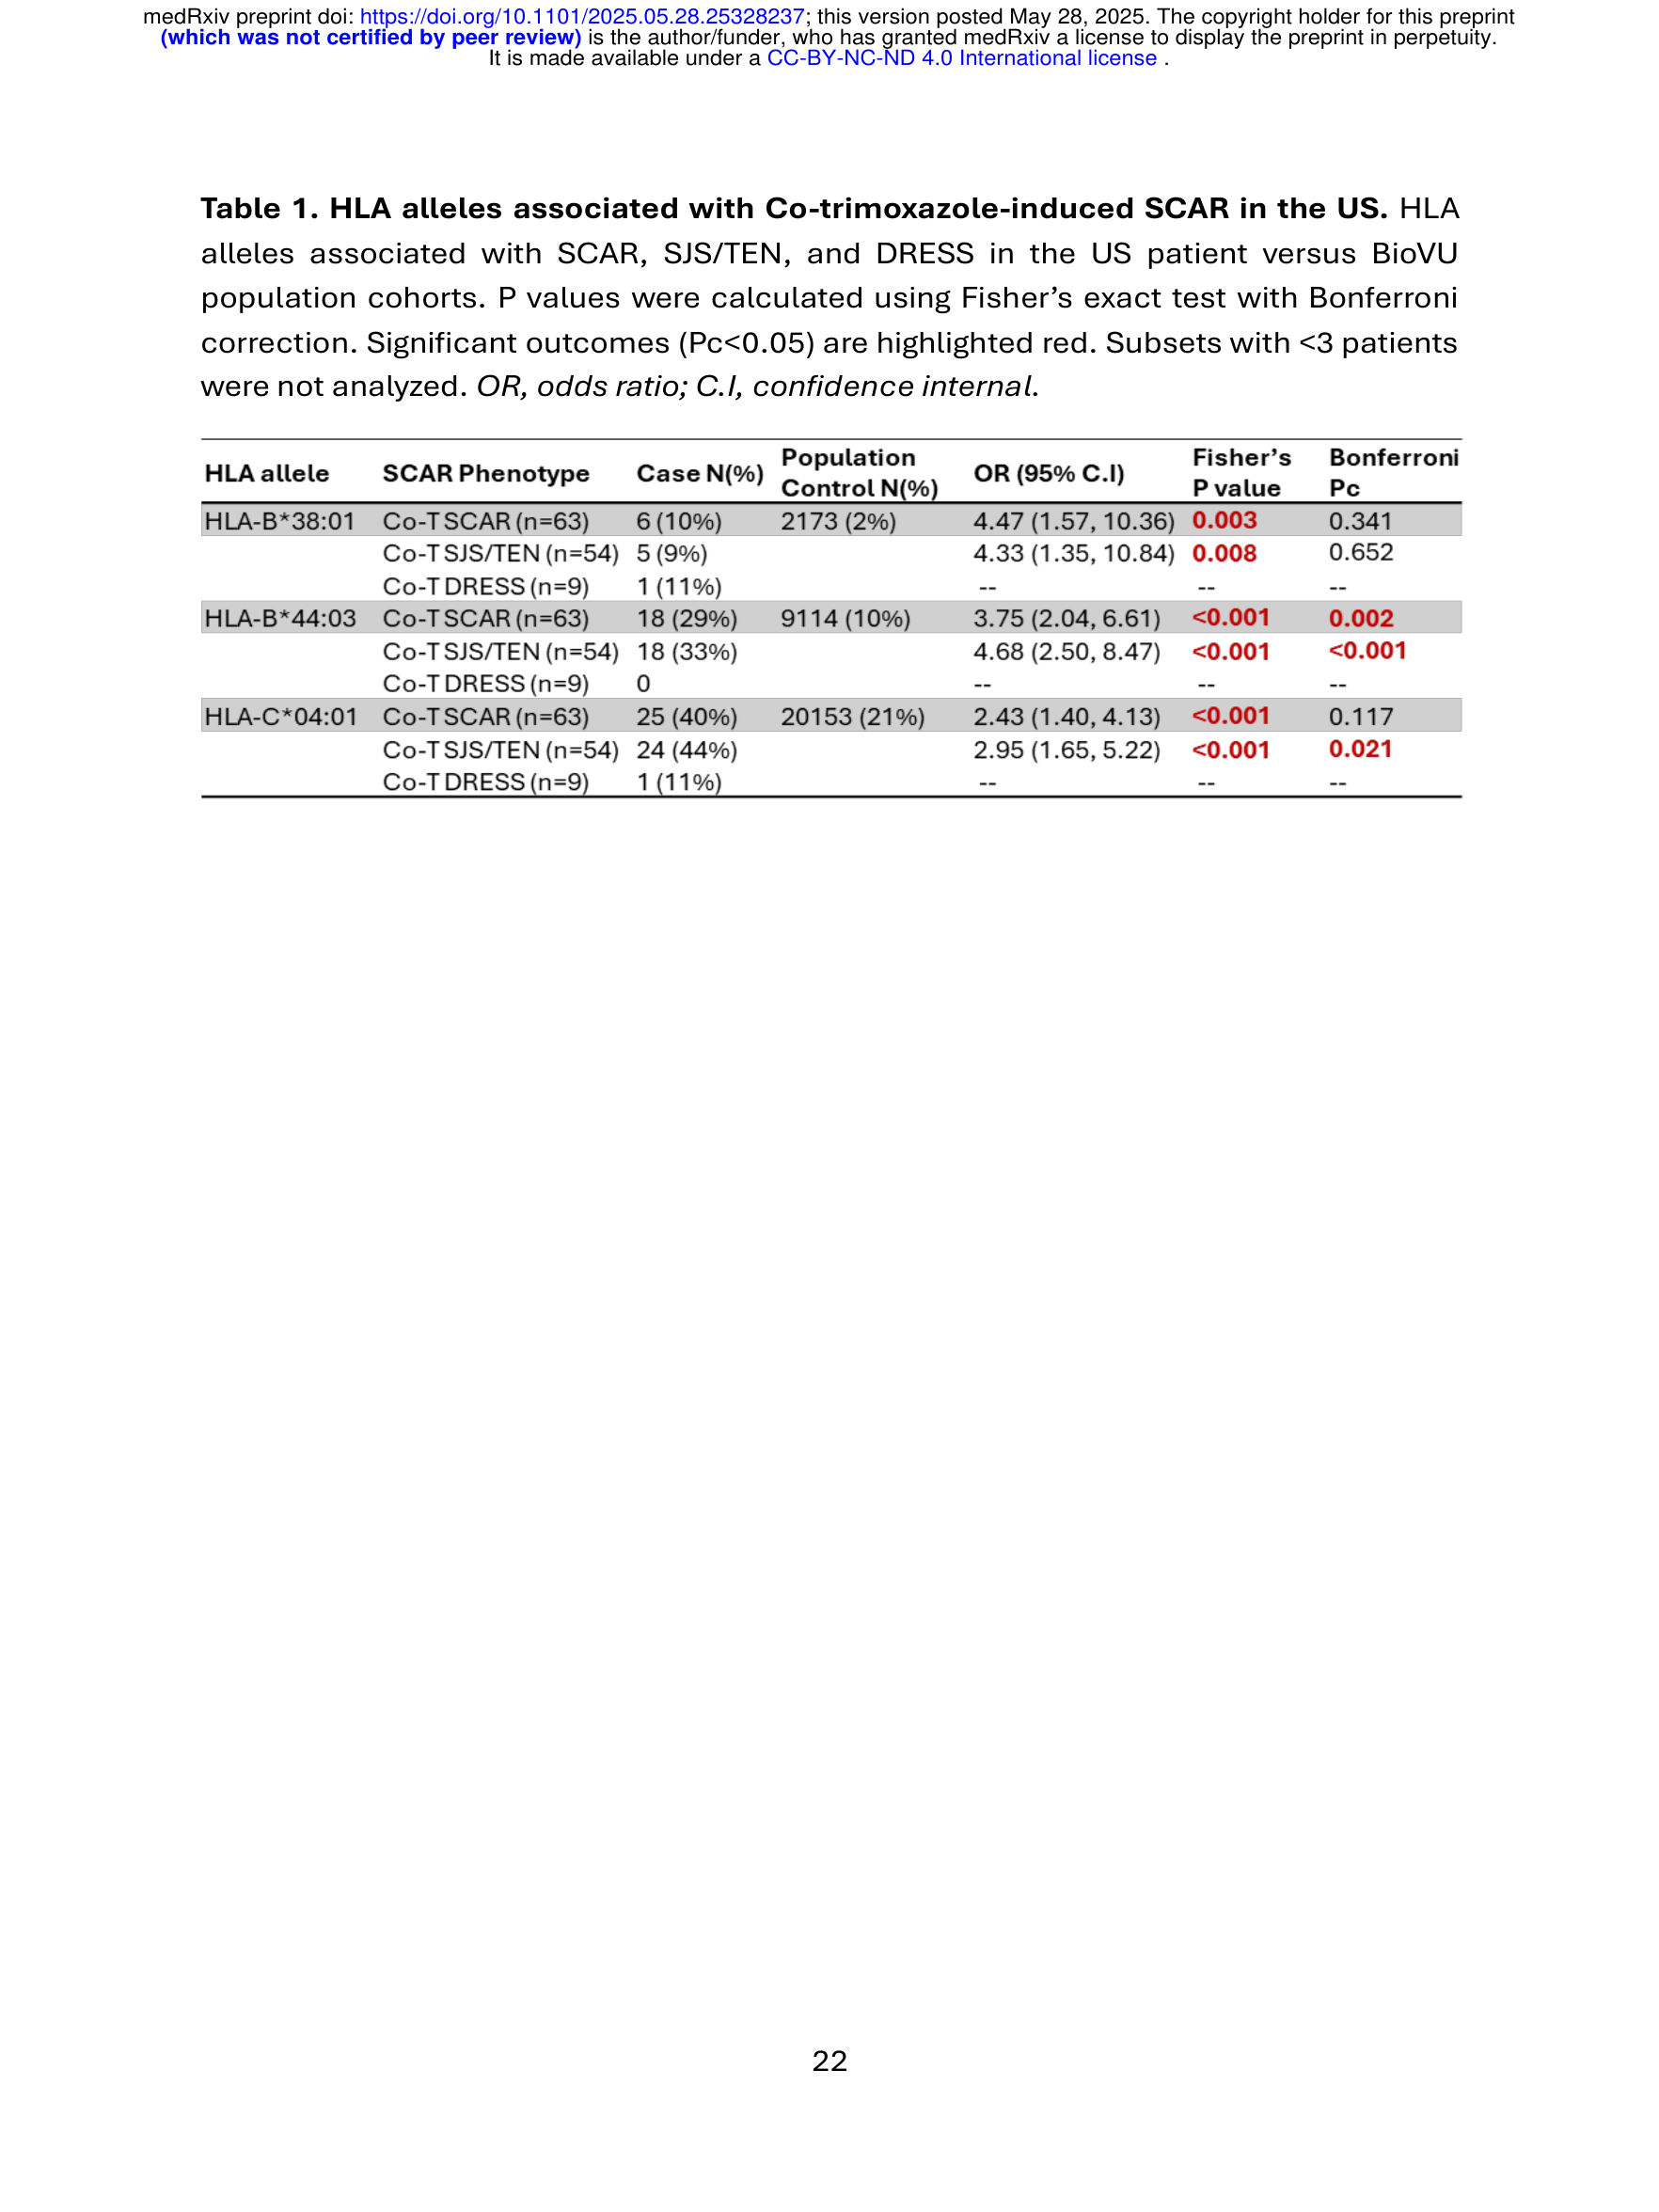 medRxiv preprint doi: https://doi.org/10.1101/2025.05.28.25328237; this version posted May 28, 2025. The copyright holder for this preprint
(which was not certified by peer review) is the author/funder, who has granted medRxiv a license to display the preprint in perpetuity.
It is made available under a CC-BY-NC-ND 4.0 International license .
Table 1. HLA alleles associated with Co-trimoxazole-induced SCAR in the US. HLA
alleles associated with SCAR, SJS/TEN, and DRESS in the US patient versus BioVU
population cohorts. P values were calculated using Fisher’s exact test with Bonferroni
correction. Significant outcomes (Pc<0.05) are highlighted red. Subsets with <3 patients
were not analyzed. OR, odds ratio; C.I, confidence internal.
HLA allele SCAR Phenotype Case N(%) Population Control N(%) OR (95% C.I) Fisher’s P value Bonferroni Pc
HLA-B*38:01 Co-T SCAR (n=63) 6 (10%) 2173 (2%) 4.47 (1.57, 10.36) 0.003 0.341
Co-T SJS/TEN (n=54) 5 (9%) 4.33 (1.35, 10.84) 0.008 0.652
Co-T DRESS (n=9) 1 (11%) -- -- --
HLA-B*44:03 Co-T SCAR (n=63) 18 (29%) 9114 (10%) 3.75 (2.04, 6.61) <0.001 0.002
Co-T SJS/TEN (n=54) 18 (33%) 4.68 (2.50, 8.47) <0.001 <0.001
Co-T DRESS (n=9) 0 -- -- --
HLA-C*04:01 Co-T SCAR (n=63) 25 (40%) 20153 (21%) 2.43 (1.40, 4.13) <0.001 0.117
Co-T SJS/TEN (n=54) 24 (44%) 2.95 (1.65, 5.22) <0.001 0.021
Co-T DRESS (n=9) 1 (11%) -- -- --
22